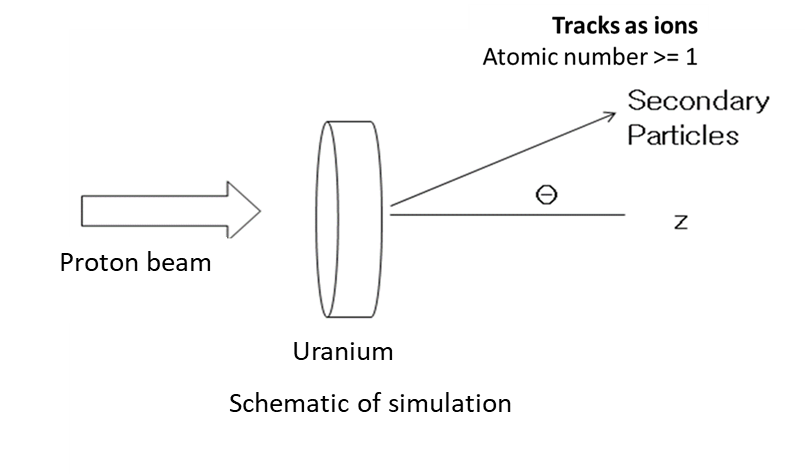 Tracks as ions
Atomic number >= 1
Secondary
Particles
Θ
z
Proton beam
Uranium
Schematic of simulation